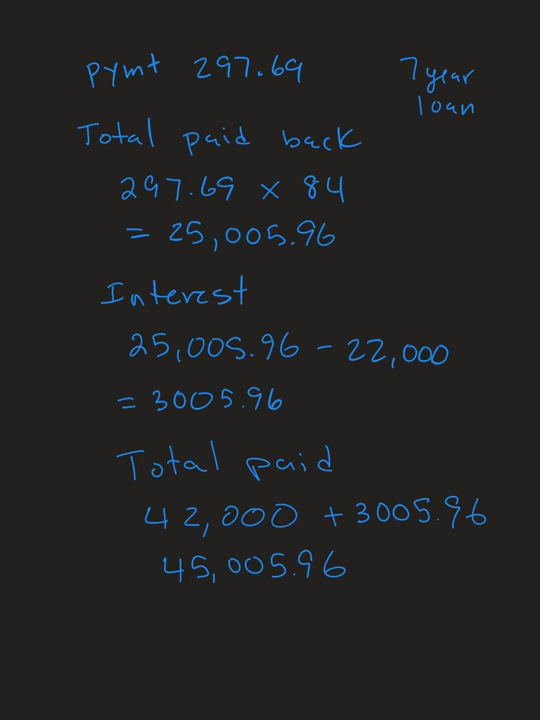 pymt 297.69
7 year
loan
Total paid back
297.69 × 84
= 25,005.96
Interest
25,005.96 - 22,000
= 3005.96
Total paid
42,000 + 3005.96
45,005.96